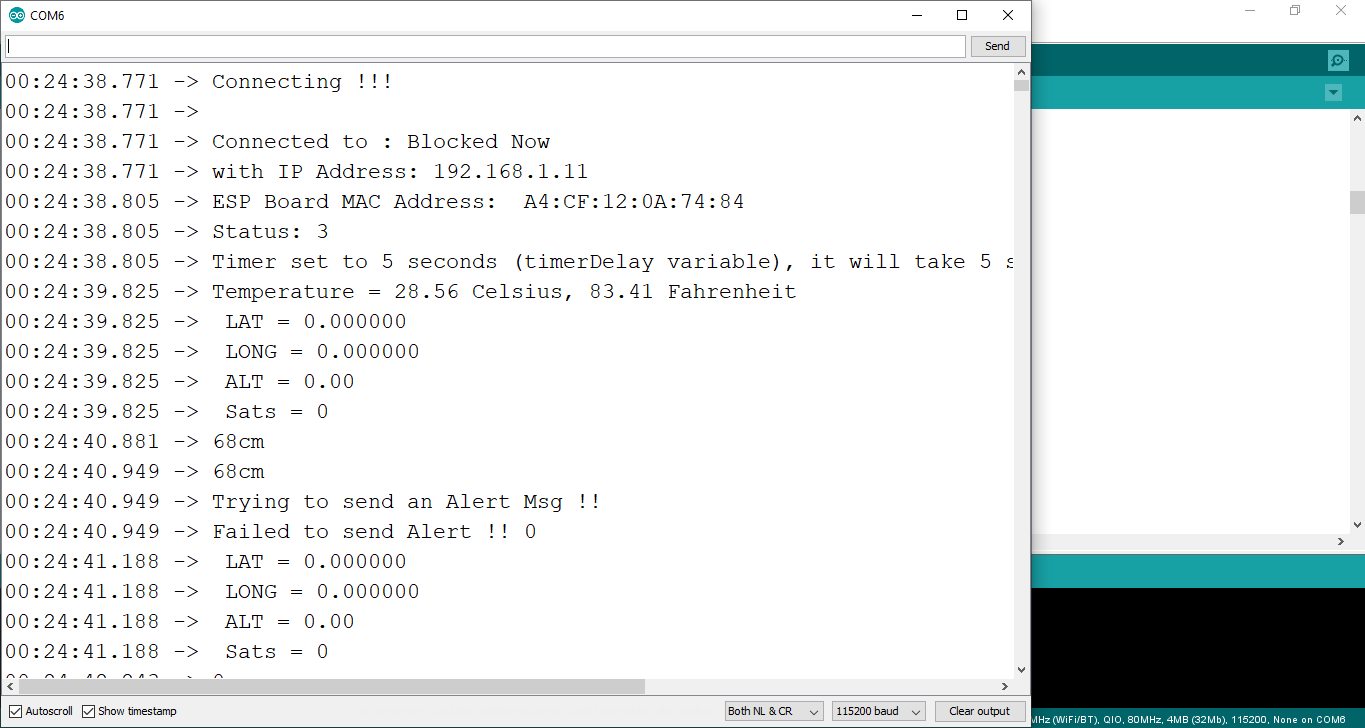 COM6
Send
00:24:38.771 -> Connecting !!!
00:24:38.771 ->
00:24:38.771 -> Connected to : Blocked Now
00:24:38.771 -> with IP Address: 192.168.1.11
00:24:38.805 -> ESP Board MAC Address:  A4:CF:12:0A:74:84
00:24:38.805 -> Status: 3
00:24:38.805 -> Timer set to 5 seconds (timerDelay variable), it will take 5 s
00:24:39.825 -> Temperature = 28.56 Celsius, 83.41 Fahrenheit
00:24:39.825 ->  LAT = 0.000000
00:24:39.825 ->  LONG = 0.000000
00:24:39.825 ->  ALT = 0.00
00:24:39.825 ->  Sats = 0
00:24:40.881 -> 68cm
00:24:40.949 -> 68cm
00:24:40.949 -> Trying to send an Alert Msg !!
00:24:40.949 -> Failed to send Alert !! 0
00:24:41.188 ->  LAT = 0.000000
00:24:41.188 ->  LONG = 0.000000
00:24:41.188 ->  ALT = 0.00
00:24:41.188 ->  Sats = 0
Autoscroll Show timestamp Both NL & CR 115200 baud Clear output
MHz (WiFi/BT), QIO, 80MHz, 4MB (32Mb), 115200, None on COM6